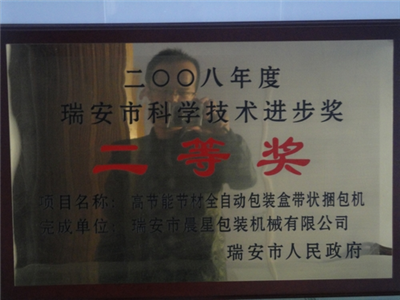 二〇〇八年度
瑞安市科学技术进步奖
二等奖
项目名称：高节能节材全自动包装盒带状捆包机
完成单位：瑞安市晨星包装机械有限公司
瑞安市人民政府